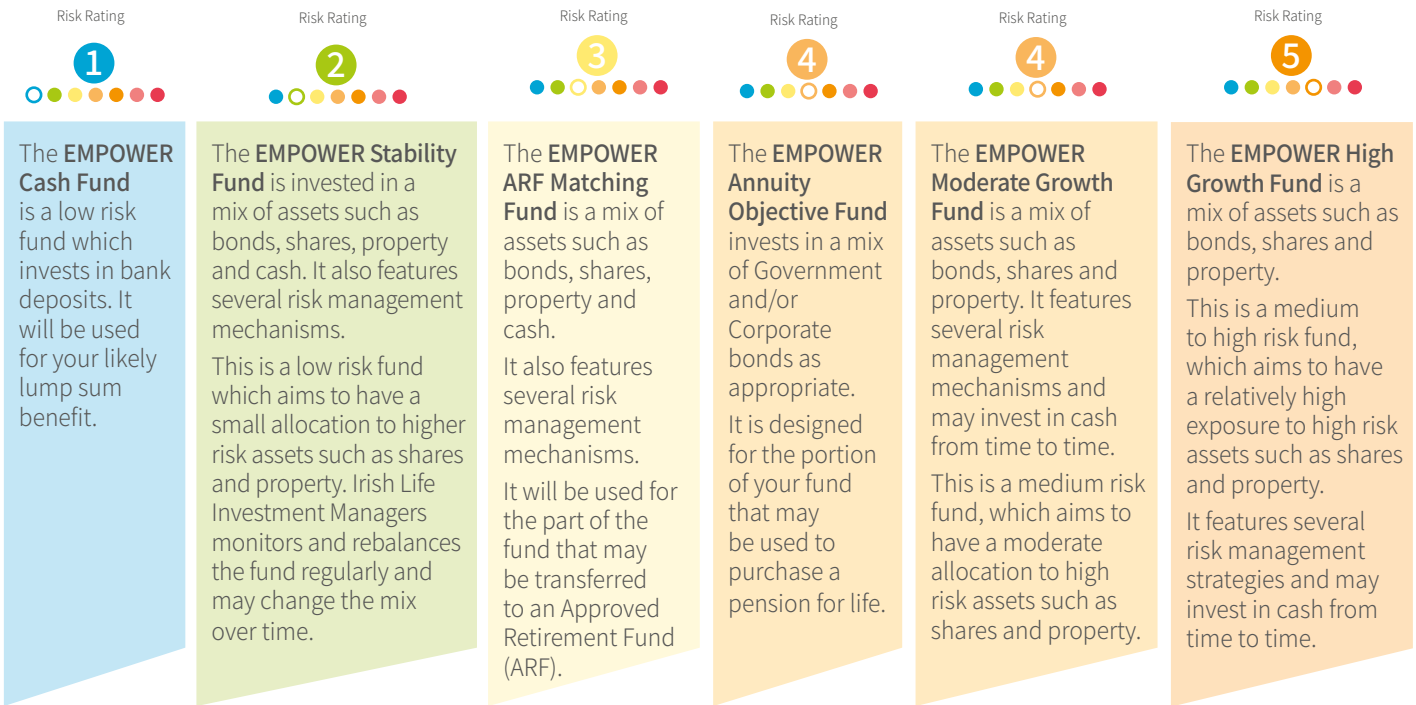 Risk Rating
1
The EMPOWER
Cash Fund
is a low risk
fund which
invests in bank
deposits. It
will be used
for your likely
lump sum
benefit.
Risk Rating
2
The EMPOWER Stability
Fund is invested in a
mix of assets such as
bonds, shares, property
and cash. It also features
several risk management
mechanisms.
This is a low risk fund
which aims to have a
small allocation to higher
risk assets such as shares
and property. Irish Life
Investment Managers
monitors and rebalances
the fund regularly and
may change the mix
over time.
Risk Rating
3
The EMPOWER
ARF Matching
Fund is a mix of
assets such as
bonds, shares,
property and
cash.
It also features
several risk
management
mechanisms.
It will be used for
the part of the
fund that may
be transferred
to an Approved
Retirement Fund
(ARF).
Risk Rating
4
The EMPOWER
Annuity
Objective Fund
invests in a mix
of Government
and/or
Corporate
bonds as
appropriate.
It is designed
for the portion
of your fund
that may
be used to
purchase a
pension for life.
Risk Rating
4
The EMPOWER
Moderate Growth
Fund is a mix of
assets such as
bonds, shares and
property. It features
several risk
management
mechanisms and
may invest in cash
from time to time.
This is a medium risk
fund, which aims to
have a moderate
allocation to high
risk assets such as
shares and property.
Risk Rating
5
The EMPOWER High
Growth Fund is a
mix of assets such as
bonds, shares and
property.
This is a medium
to high risk fund,
which aims to have
a relatively high
exposure to high risk
assets such as shares
and property.
It features several
risk management
strategies and may
invest in cash from
time to time.